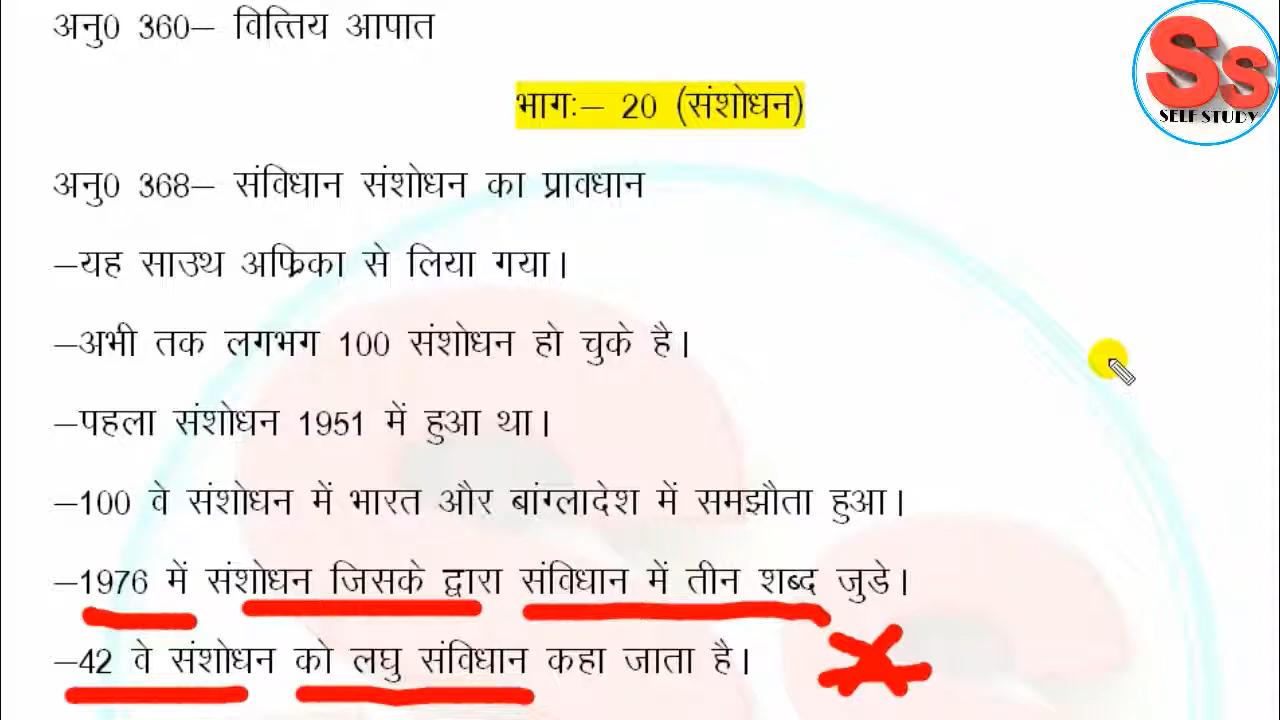 अनु0 360– वित्तिय आपात
Ss
SELF STUDY
भागः– 20 (संशोधन)
अनु0 368– संविधान संशोधन का प्रावधान
–यह साउथ अफ्रिका से लिया गया।
–अभी तक लगभग 100 संशोधन हो चुके है।
–पहला संशोधन 1951 में हुआ था।
–100 वे संशोधन में भारत और बांग्लादेश में समझौता हुआ।
–1976 में संशोधन जिसके द्वारा संविधान में तीन शब्द जुडे।
–42 वे संशोधन को लघु संविधान कहा जाता है।